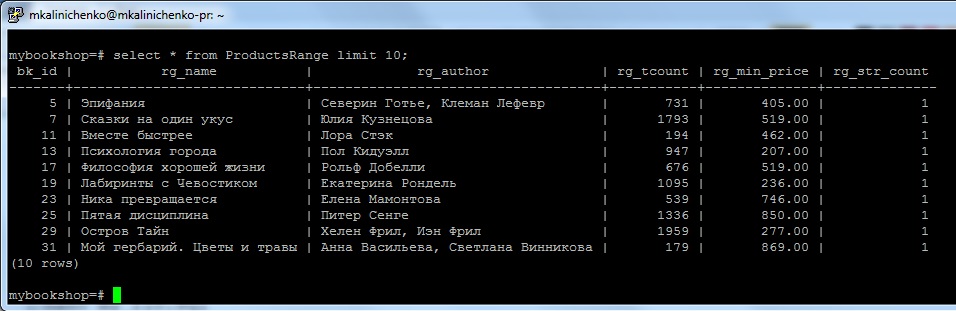 mkalinichenko@mkalinichenko-pr: ~
mybookshop=# select * from ProductsRange limit 10;
bk_id | rg_name | rg_author | rg_tcount | rg_min_price | rg_str_count
-------+----------------------------+----------------------------------+-----------+--------------+--------------
5 | Эпифания | Северин Готье, Клеман Лефевр | 731 | 405.00 | 1
7 | Сказки на один укус | Юлия Кузнецова | 1793 | 519.00 | 1
11 | Вместе быстрее | Лора Стэк | 194 | 462.00 | 1
13 | Психология города | Пол Кидуэлл | 947 | 207.00 | 1
17 | Философия хорошей жизни | Рольф Добелли | 676 | 519.00 | 1
19 | Лабиринты с Чевостиком | Екатерина Рондель | 1095 | 236.00 | 1
23 | Ника превращается | Елена Мамонтова | 539 | 746.00 | 1
25 | Пятая дисциплина | Питер Сенге | 1336 | 850.00 | 1
29 | Остров Тайн | Хелен Фрил, Иэн Фрил | 1959 | 277.00 | 1
31 | Мой гербарий. Цветы и травы | Анна Васильева, Светлана Винникова | 179 | 869.00 | 1
(10 rows)
mybookshop=#